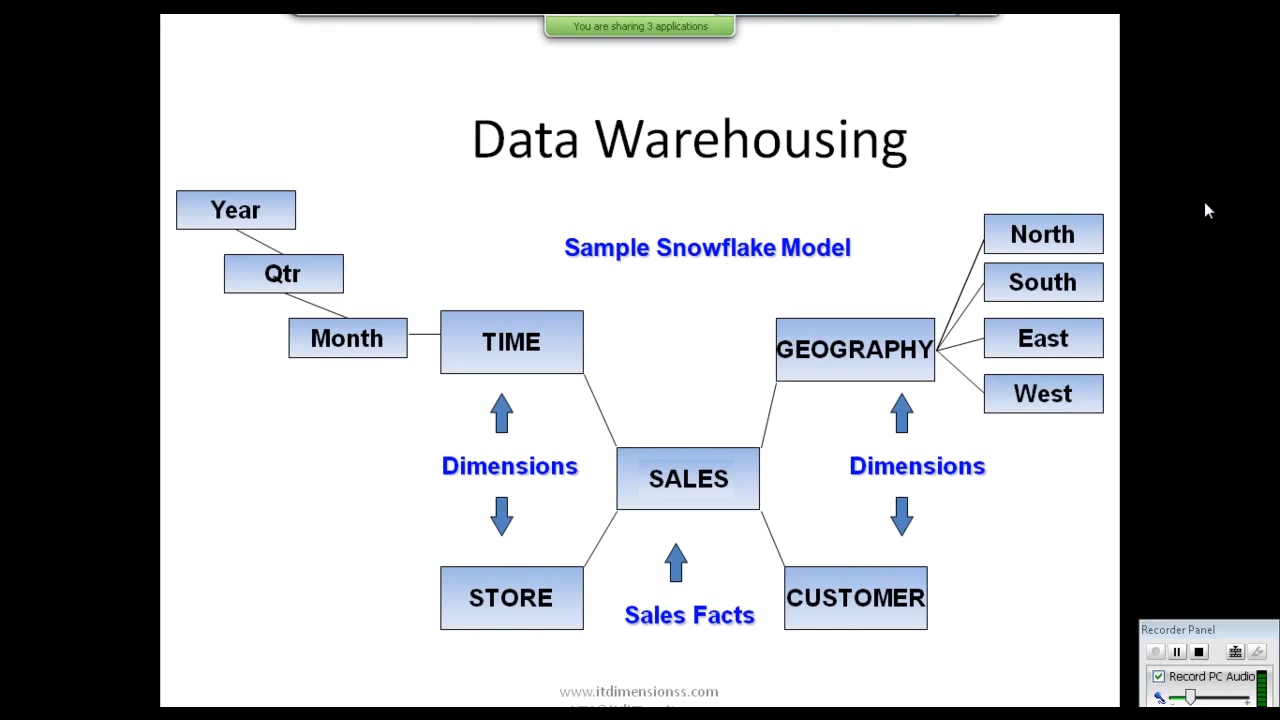 You are sharing 3 applications
Data Warehousing
Year
Qtr
Month
TIME
Sample Snowflake Model
GEOGRAPHY
North
South
East
West
Dimensions
Dimensions
SALES
STORE
Sales Facts
CUSTOMER
www.itdimensionss.com
Recorder Panel
Record PC Audio